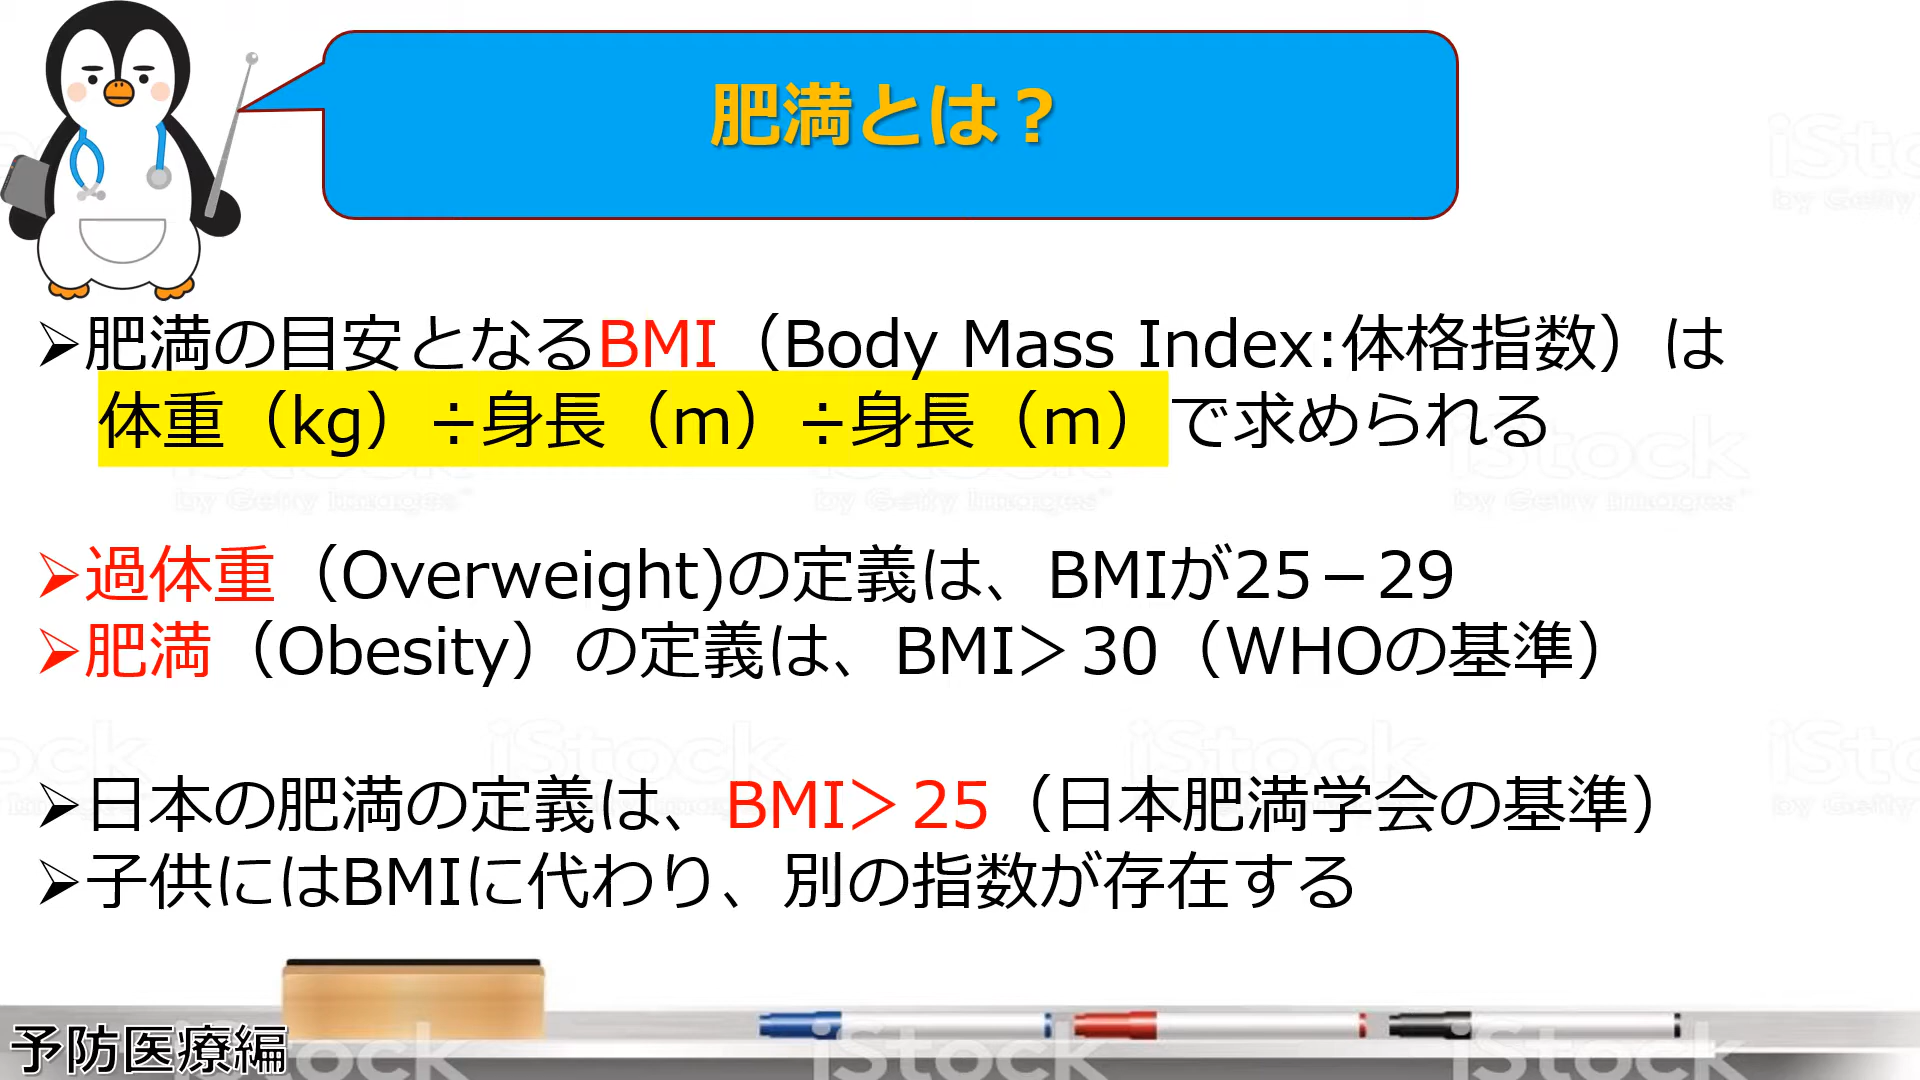 肥満とは？
➢肥満の目安となるBMI（Body Mass Index:体格指数）は
体重（kg）÷身長（m）÷身長（m）で求められる
➢過体重（Overweight)の定義は、BMIが25－29
➢肥満（Obesity）の定義は、BMI＞30（WHOの基準）
➢日本の肥満の定義は、BMI＞25（日本肥満学会の基準）
➢子供にはBMIに代わり、別の指数が存在する
予防医療編
iStock
by Getty Images